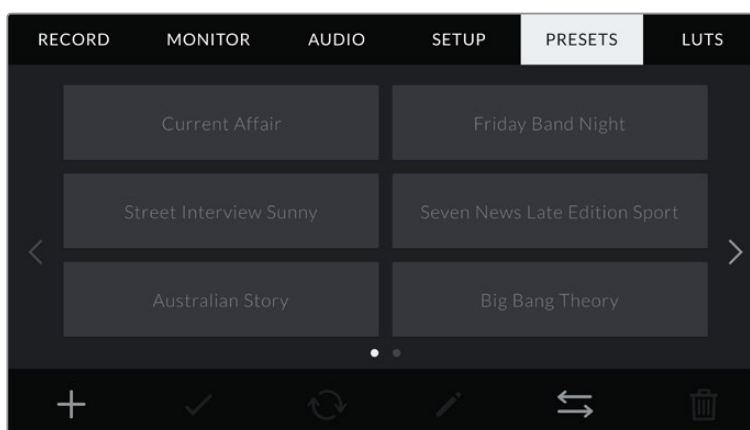 RECORD MONITOR AUDIO SETUP PRESETS LUTS
Current Affair Friday Band Night
Street Interview Sunny Seven News Late Edition Sport
Australian Story Big Bang Theory